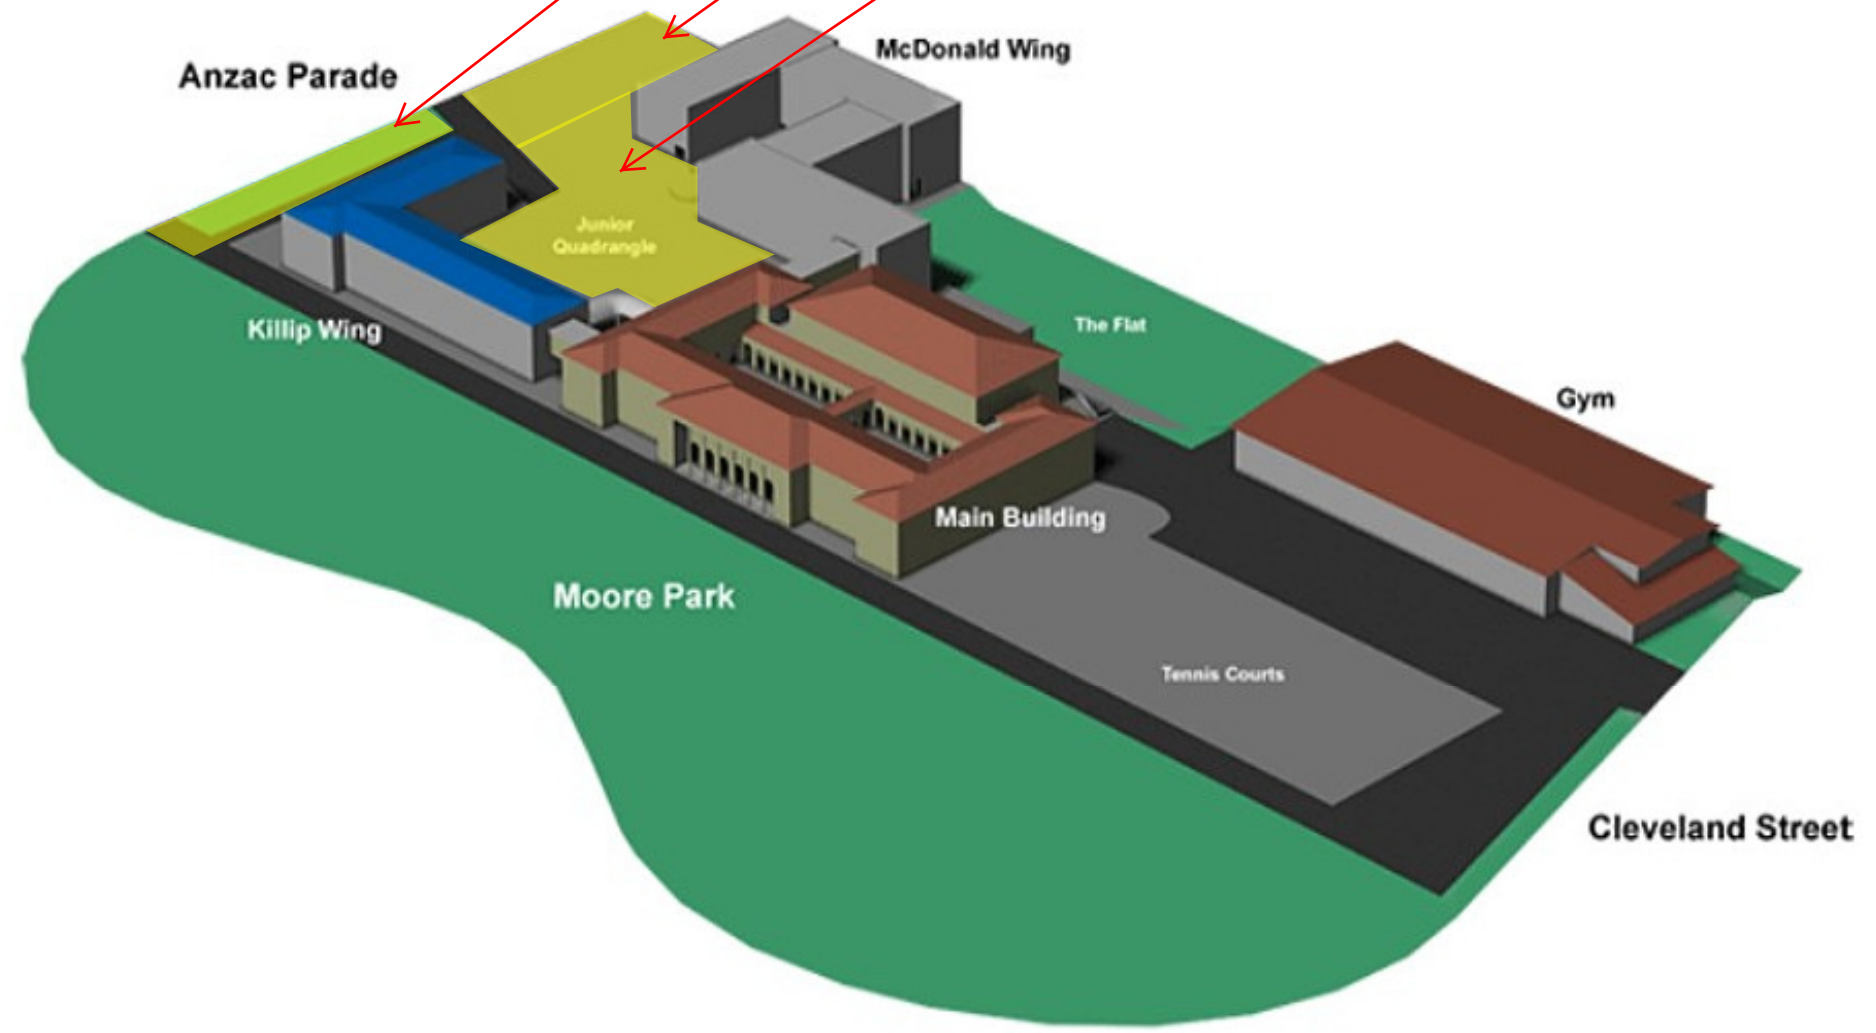 McDonald Wing
Anzac Parade
Junior
Quadrangle
Killip Wing
The Flat
Gym
Main Building
Moore Park
Tennis Courts
Cleveland Street